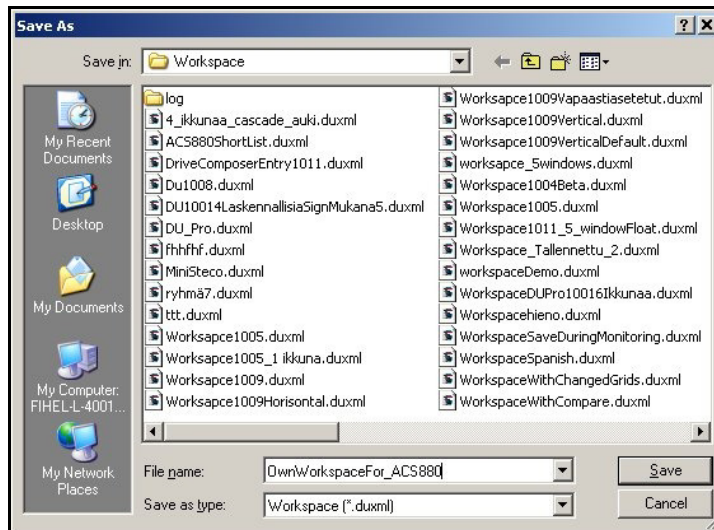 Save As
Save in: Workspace
My Recent
Documents
Desktop
My Documents
My Computer:
FIHEL-L-4001...
My Network
Places
log
4_ikkunaa_cascade_auki.duxml
ACS880ShortList.duxml
DriveComposerEntry1011.duxml
Du1008.duxml
DU10014LaskennallisiaSignMukana5.duxml
DU_Pro.duxml
fhhfhf.duxml
MiniSteco.duxml
ryhmä7.duxml
ttt.duxml
Worksapce1005.duxml
Worksapce1005_1 ikkuna.duxml
Worksapce1009.duxml
Worksapce1009Horisontal.duxml
Worksapce1009Vapaastiasetetut.duxml
Worksapce1009Vertical.duxml
Worksapce1009VerticalDefault.duxml
worksapce_5windows.duxml
Workspace1004Beta.duxml
Workspace1005.duxml
Workspace1011_5_windowFloat.duxml
Workspace_Tallennettu_2.duxml
workspaceDemo.duxml
WorkspaceDUPro10016Ikkunaa.duxml
Workspacehieno.duxml
WorkspaceSaveDuringMonitoring.duxml
WorkspaceSpanish.duxml
WorkspaceWithChangedGrids.duxml
WorkspaceWithCompare.duxml
File name: OwnWorkspaceFor_ACS880 Save
Save as type: Workspace (*.duxml) Cancel